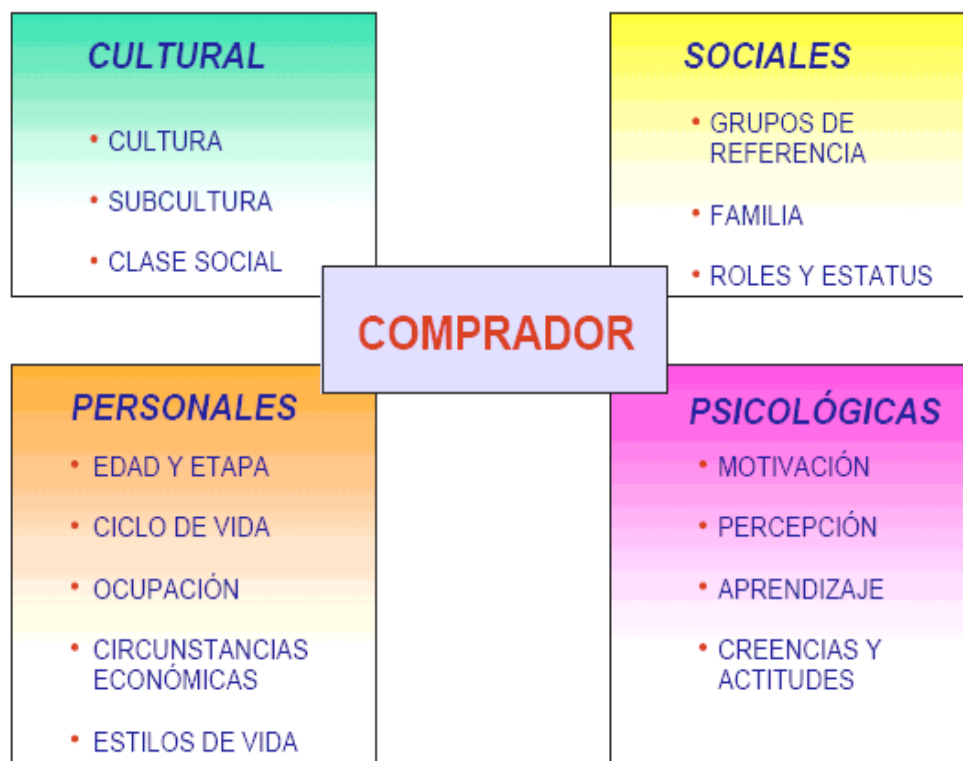 CULTURAL
• CULTURA
• SUBCULTURA
• CLASE SOCIAL
SOCIALES
• GRUPOS DE
REFERENCIA
• FAMILIA
• ROLES Y ESTATUS
COMPRADOR
PERSONALES
• EDAD Y ETAPA
• CICLO DE VIDA
• OCUPACIÓN
• CIRCUNSTANCIAS
ECONÓMICAS
• ESTILOS DE VIDA
PSICOLÓGICAS
• MOTIVACIÓN
• PERCEPCIÓN
• APRENDIZAJE
• CREENCIAS Y
ACTITUDES